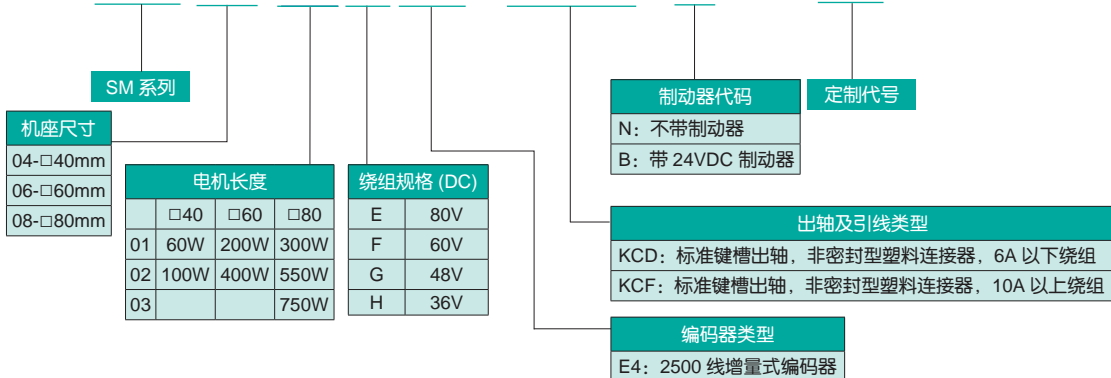 SM 系列
机座尺寸
04-□40mm
06-□60mm
08-□80mm
电机长度
□40 □60 □80
01 60W 200W 300W
02 100W 400W 550W
03 750W
绕组规格 (DC)
E 80V
F 60V
G 48V
H 36V
制动器代码
N：不带制动器
B：带 24VDC 制动器
定制代号
出轴及引线类型
KCD：标准键槽出轴，非密封型塑料连接器，6A 以下绕组
KCF：标准键槽出轴，非密封型塑料连接器，10A 以上绕组
编码器类型
E4：2500 线增量式编码器